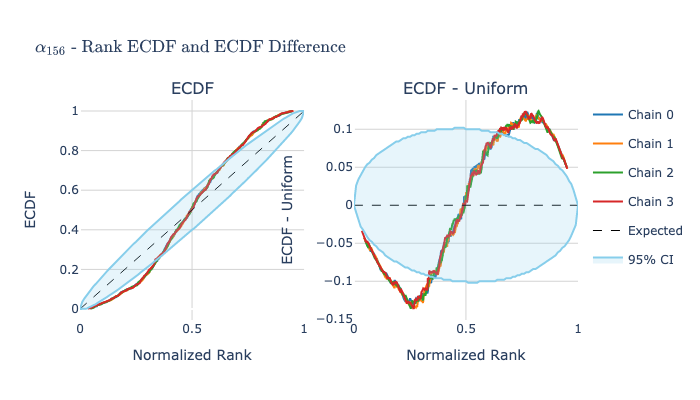 α₁₅₆ - Rank ECDF and ECDF Difference
ECDF
ECDF
1
0.8
0.6
0.4
0.2
0
0
0.5
1
Normalized Rank
ECDF - Uniform
ECDF - Uniform
0.1
0.05
0
−0.05
−0.1
−0.15
0
0.5
1
Normalized Rank
Chain 0
Chain 1
Chain 2
Chain 3
Expected
95% CI